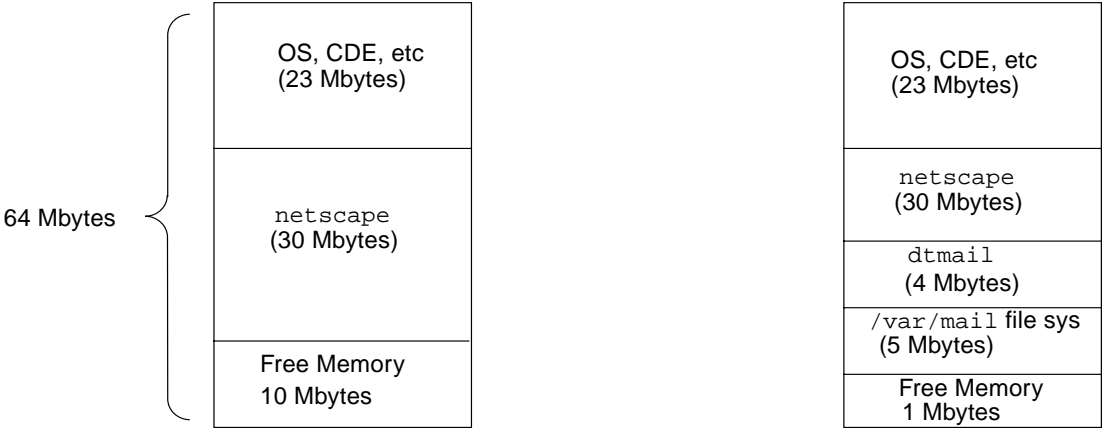 64 Mbytes
OS, CDE, etc
(23 Mbytes)
netscape
(30 Mbytes)
Free Memory
10 Mbytes
OS, CDE, etc
(23 Mbytes)
netscape
(30 Mbytes)
dtmail
(4 Mbytes)
/var/mail file sys
(5 Mbytes)
Free Memory
1 Mbytes